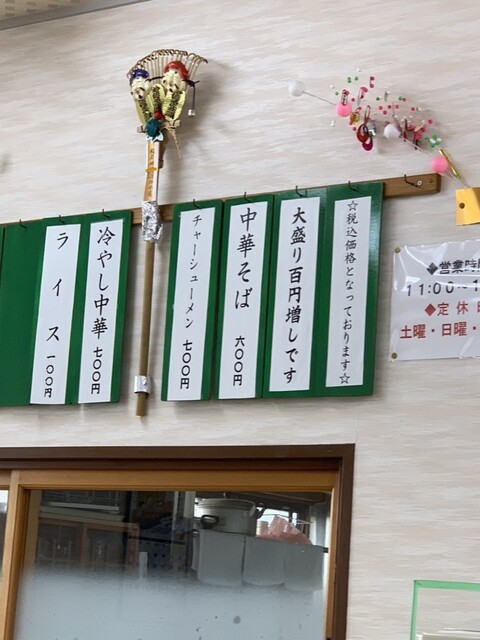 ☆税込価格となっております☆
大盛り百円増しです
中華そば 六〇〇円
チャーシューメン 七〇〇円
冷やし中華 七〇〇円
ライス 一〇〇円
◆営業時
11:00～1
◆定休
土曜・日曜・